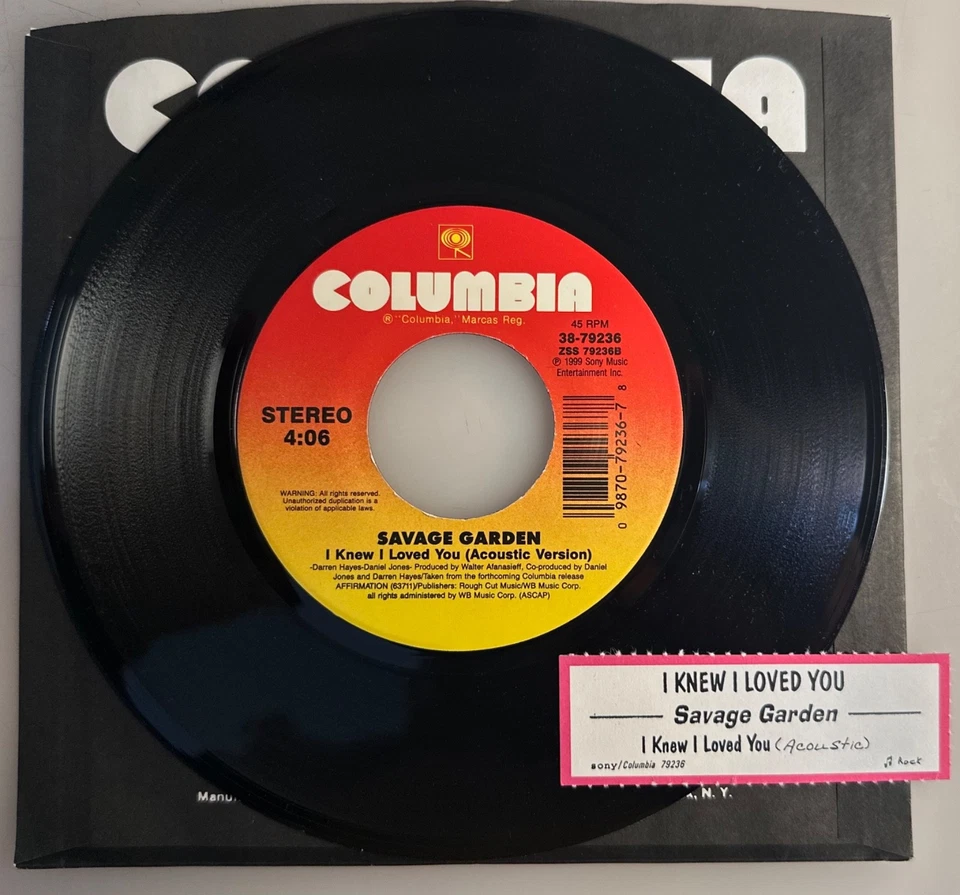 COLUMBIA
® "Columbia," Marcas Reg.
45 RPM
38-79236
ZSS 79236B
℗ 1999 Sony Music
Entertainment Inc.
STEREO
4:06
0 9870-79236-7 8
WARNING: All rights reserved.
Unauthorized duplication is a
violation of applicable laws.
SAVAGE GARDEN
I Knew I Loved You (Acoustic Version)
-Darren Hayes-Daniel Jones- Produced by Walter Afanasieff, Co-produced by Daniel
Jones and Darren Hayes/Taken from the forthcoming Columbia release
AFFIRMATION (63711)/Publishers: Rough Cut Music/WB Music Corp.
all rights administered by WB Music Corp. (ASCAP)
I KNEW I LOVED YOU
Savage Garden
I Knew I Loved You (Acoustic)
sony/Columbia 79236
♫ Rock
N. Y.